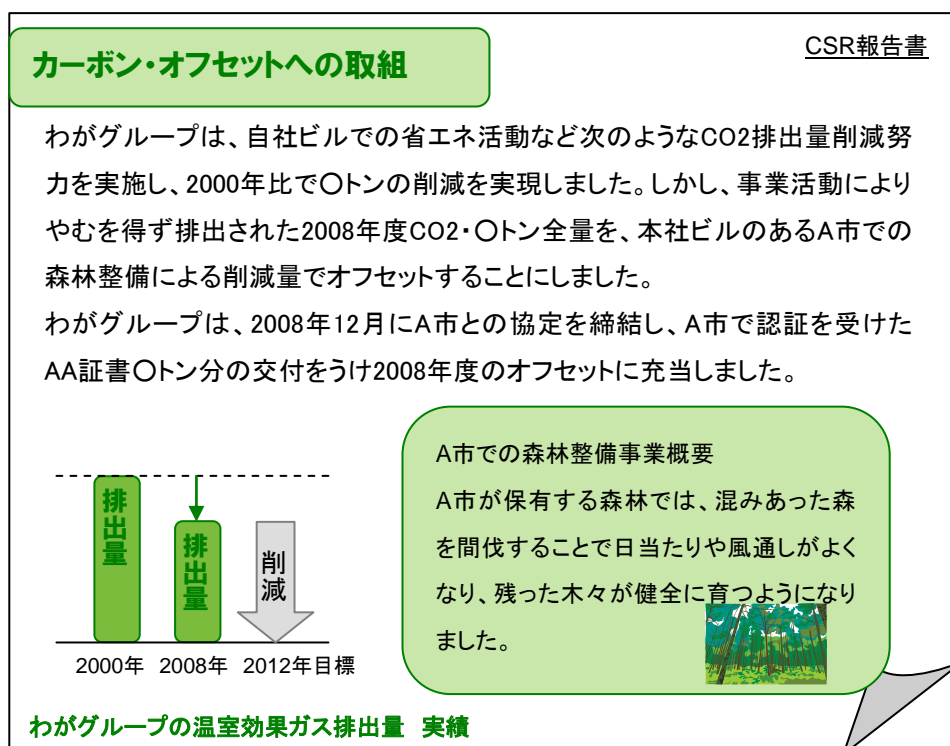 CSR報告書
カーボン・オフセットへの取組
わがグループは、自社ビルでの省エネ活動など次のようなCO2排出量削減努
力を実施し、2000年比で〇トンの削減を実現しました。しかし、事業活動により
やむを得ず排出された2008年度CO2・〇トン全量を、本社ビルのあるA市での
森林整備による削減量でオフセットすることにしました。
わがグループは、2008年12月にA市との協定を締結し、A市で認証を受けた
AA証書〇トン分の交付をうけ2008年度のオフセットに充当しました。
排出量
排出量
削減
2000年 2008年 2012年目標
わがグループの温室効果ガス排出量 実績
A市での森林整備事業概要
A市が保有する森林では、混みあった森
を間伐することで日当たりや風通しがよく
なり、残った木々が健全に育つようになり
ました。